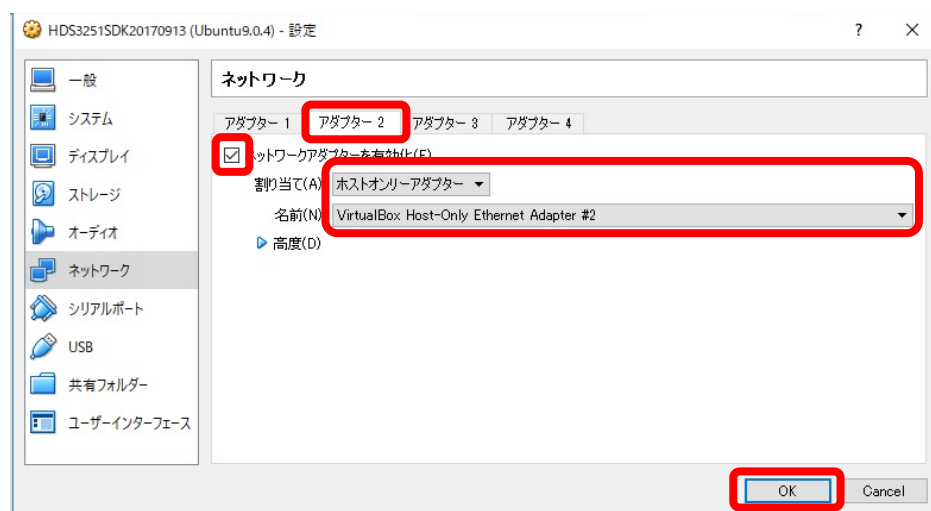 HDS3251SDK20170913 (Ubuntu9.0.4) - 設定 ? ×
一般
システム
ディスプレイ
ストレージ
オーディオ
ネットワーク
シリアルポート
USB
共有フォルダー
ユーザーインターフェース
ネットワーク
アダプター 1 アダプター 2 アダプター 3 アダプター 4
ットワークアダプターを有効化(E)
割り当て(A) ホストオンリーアダプター
名前(N) VirtualBox Host-Only Ethernet Adapter #2
高度(D)
OK Cancel